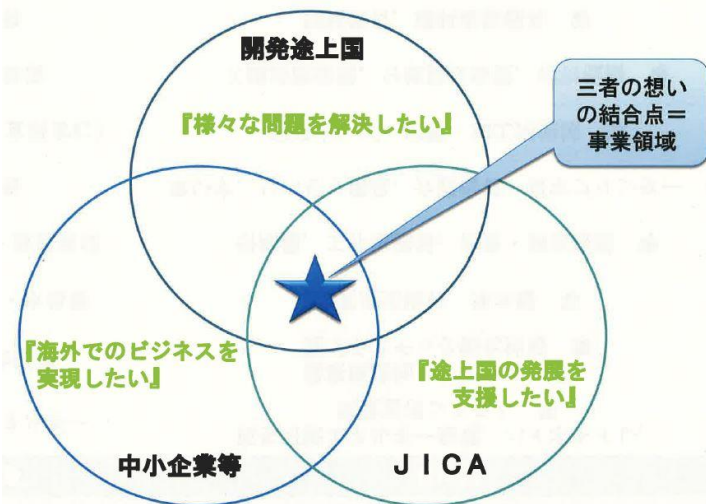 開発途上国
『様々な問題を解決したい』
三者の想い
の結合点＝
事業領域
『海外でのビジネスを
実現したい』
『途上国の発展を
支援したい』
中小企業等
ＪＩＣＡ